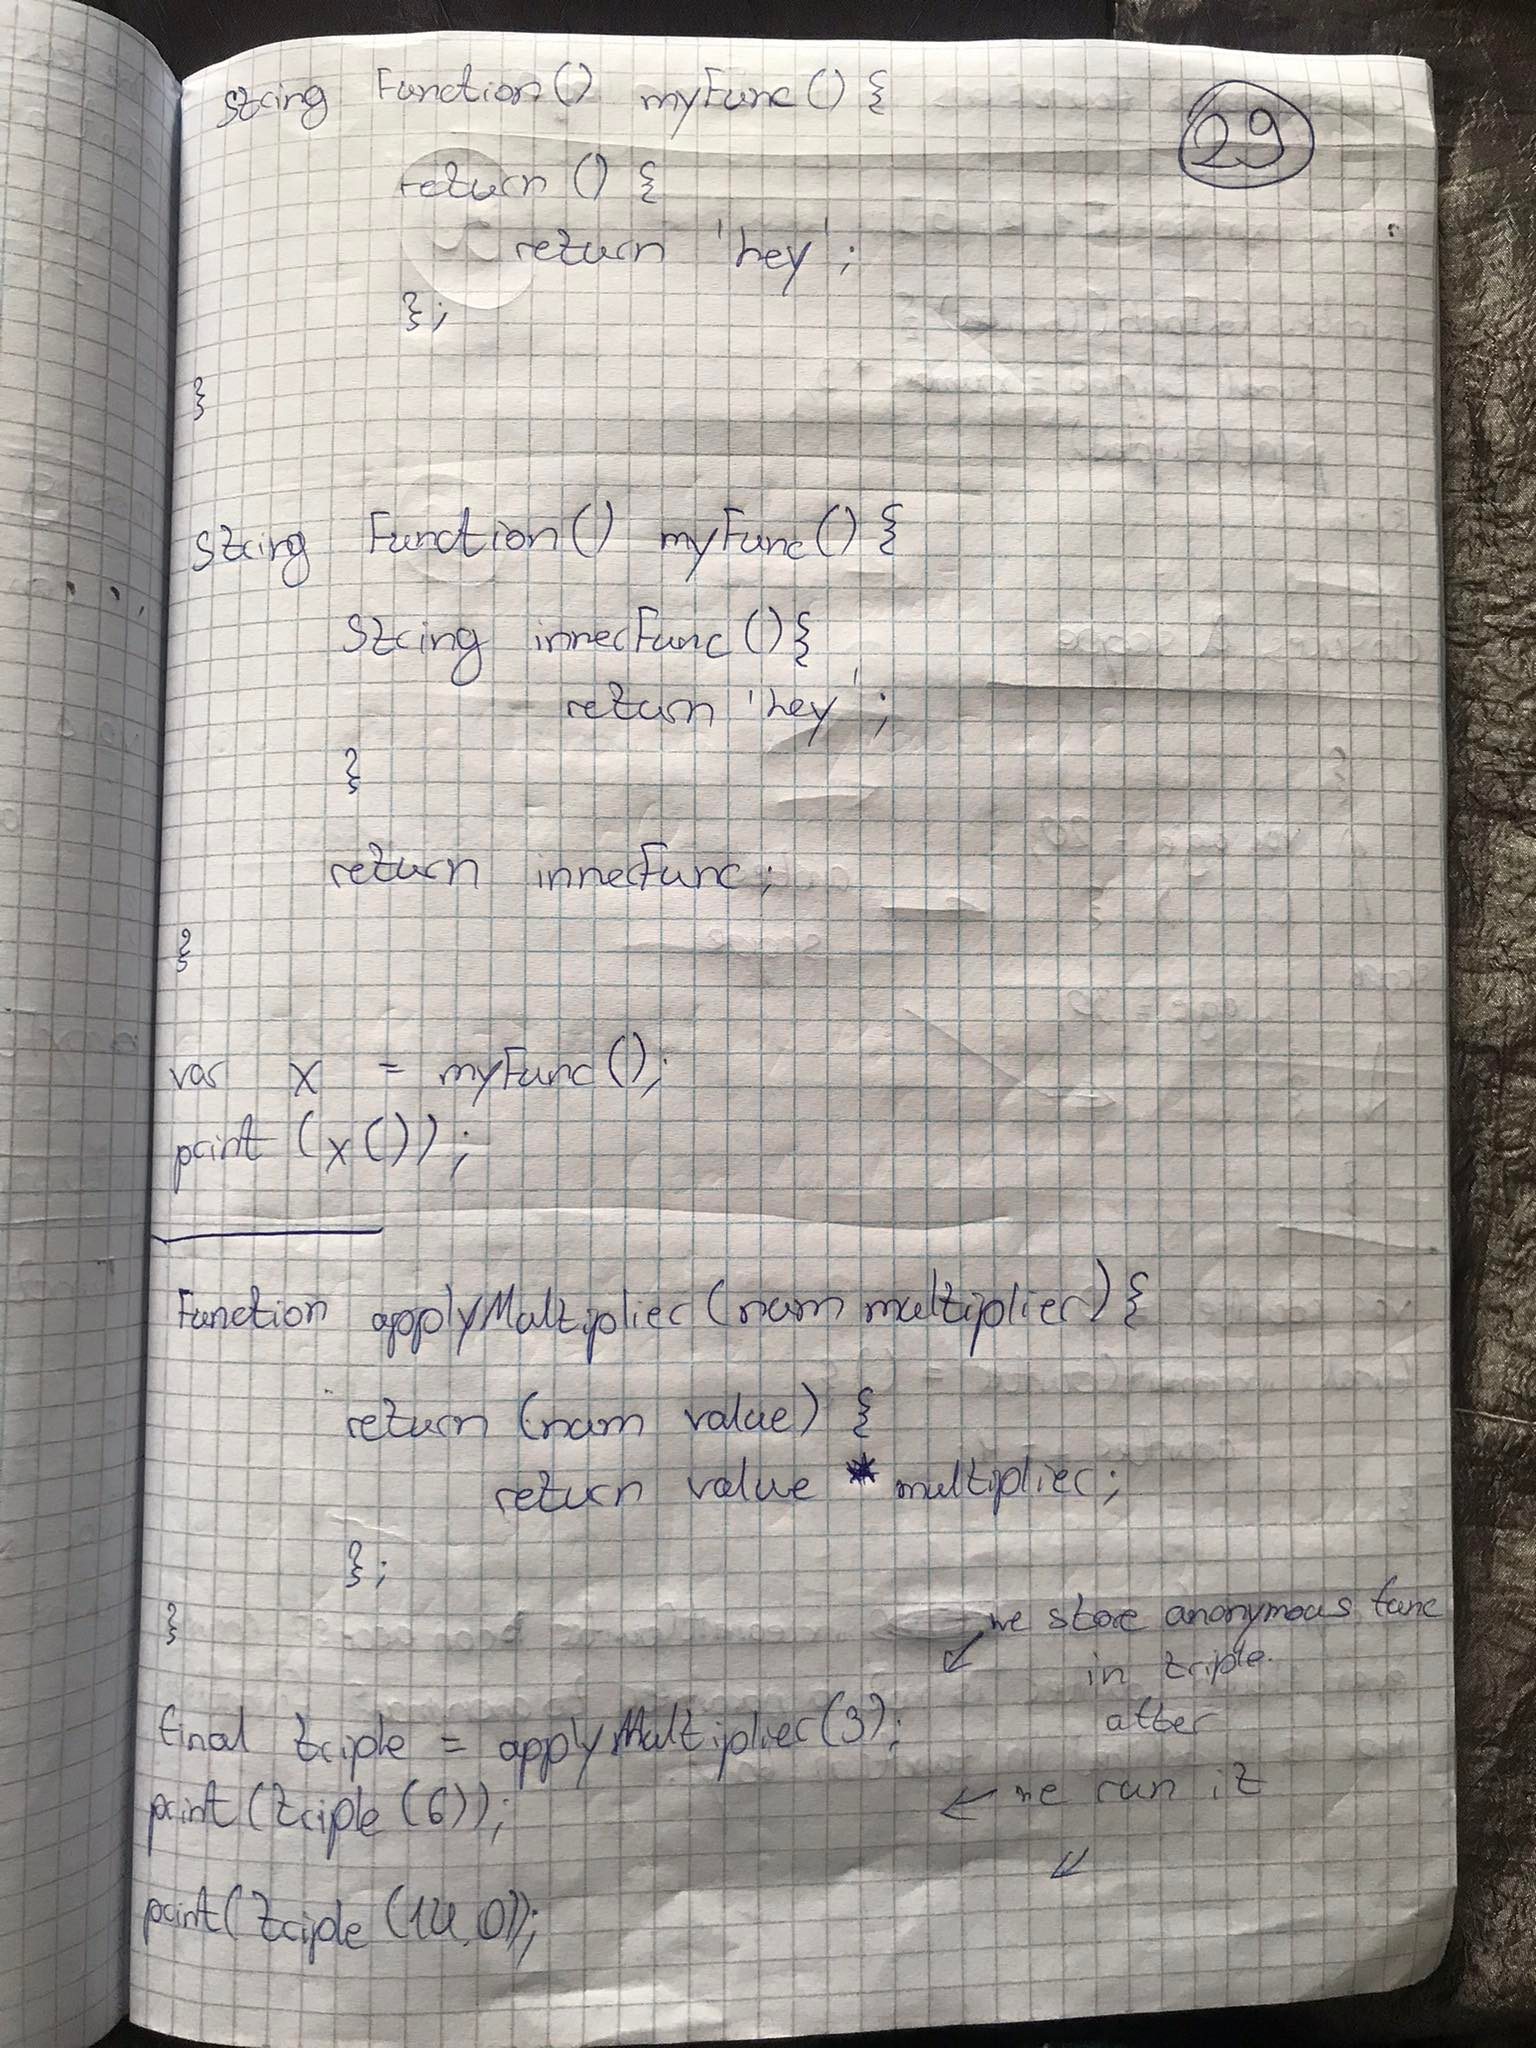 29
String Function() myFunc() {
return () {
return 'hey';
};
}
String Function() myFunc() {
String innerFunc() {
return 'hey';
}
return innerFunc;
}
var x = myFunc();
print (x());
Function applyMultiplier (num multiplier) {
return (num value) {
return value * multiplier;
};
}
we store anonymous func
in triple.
after
final triple = applyMultiplier(3);
print(triple (6)); ← we run it
print(triple (14.0));